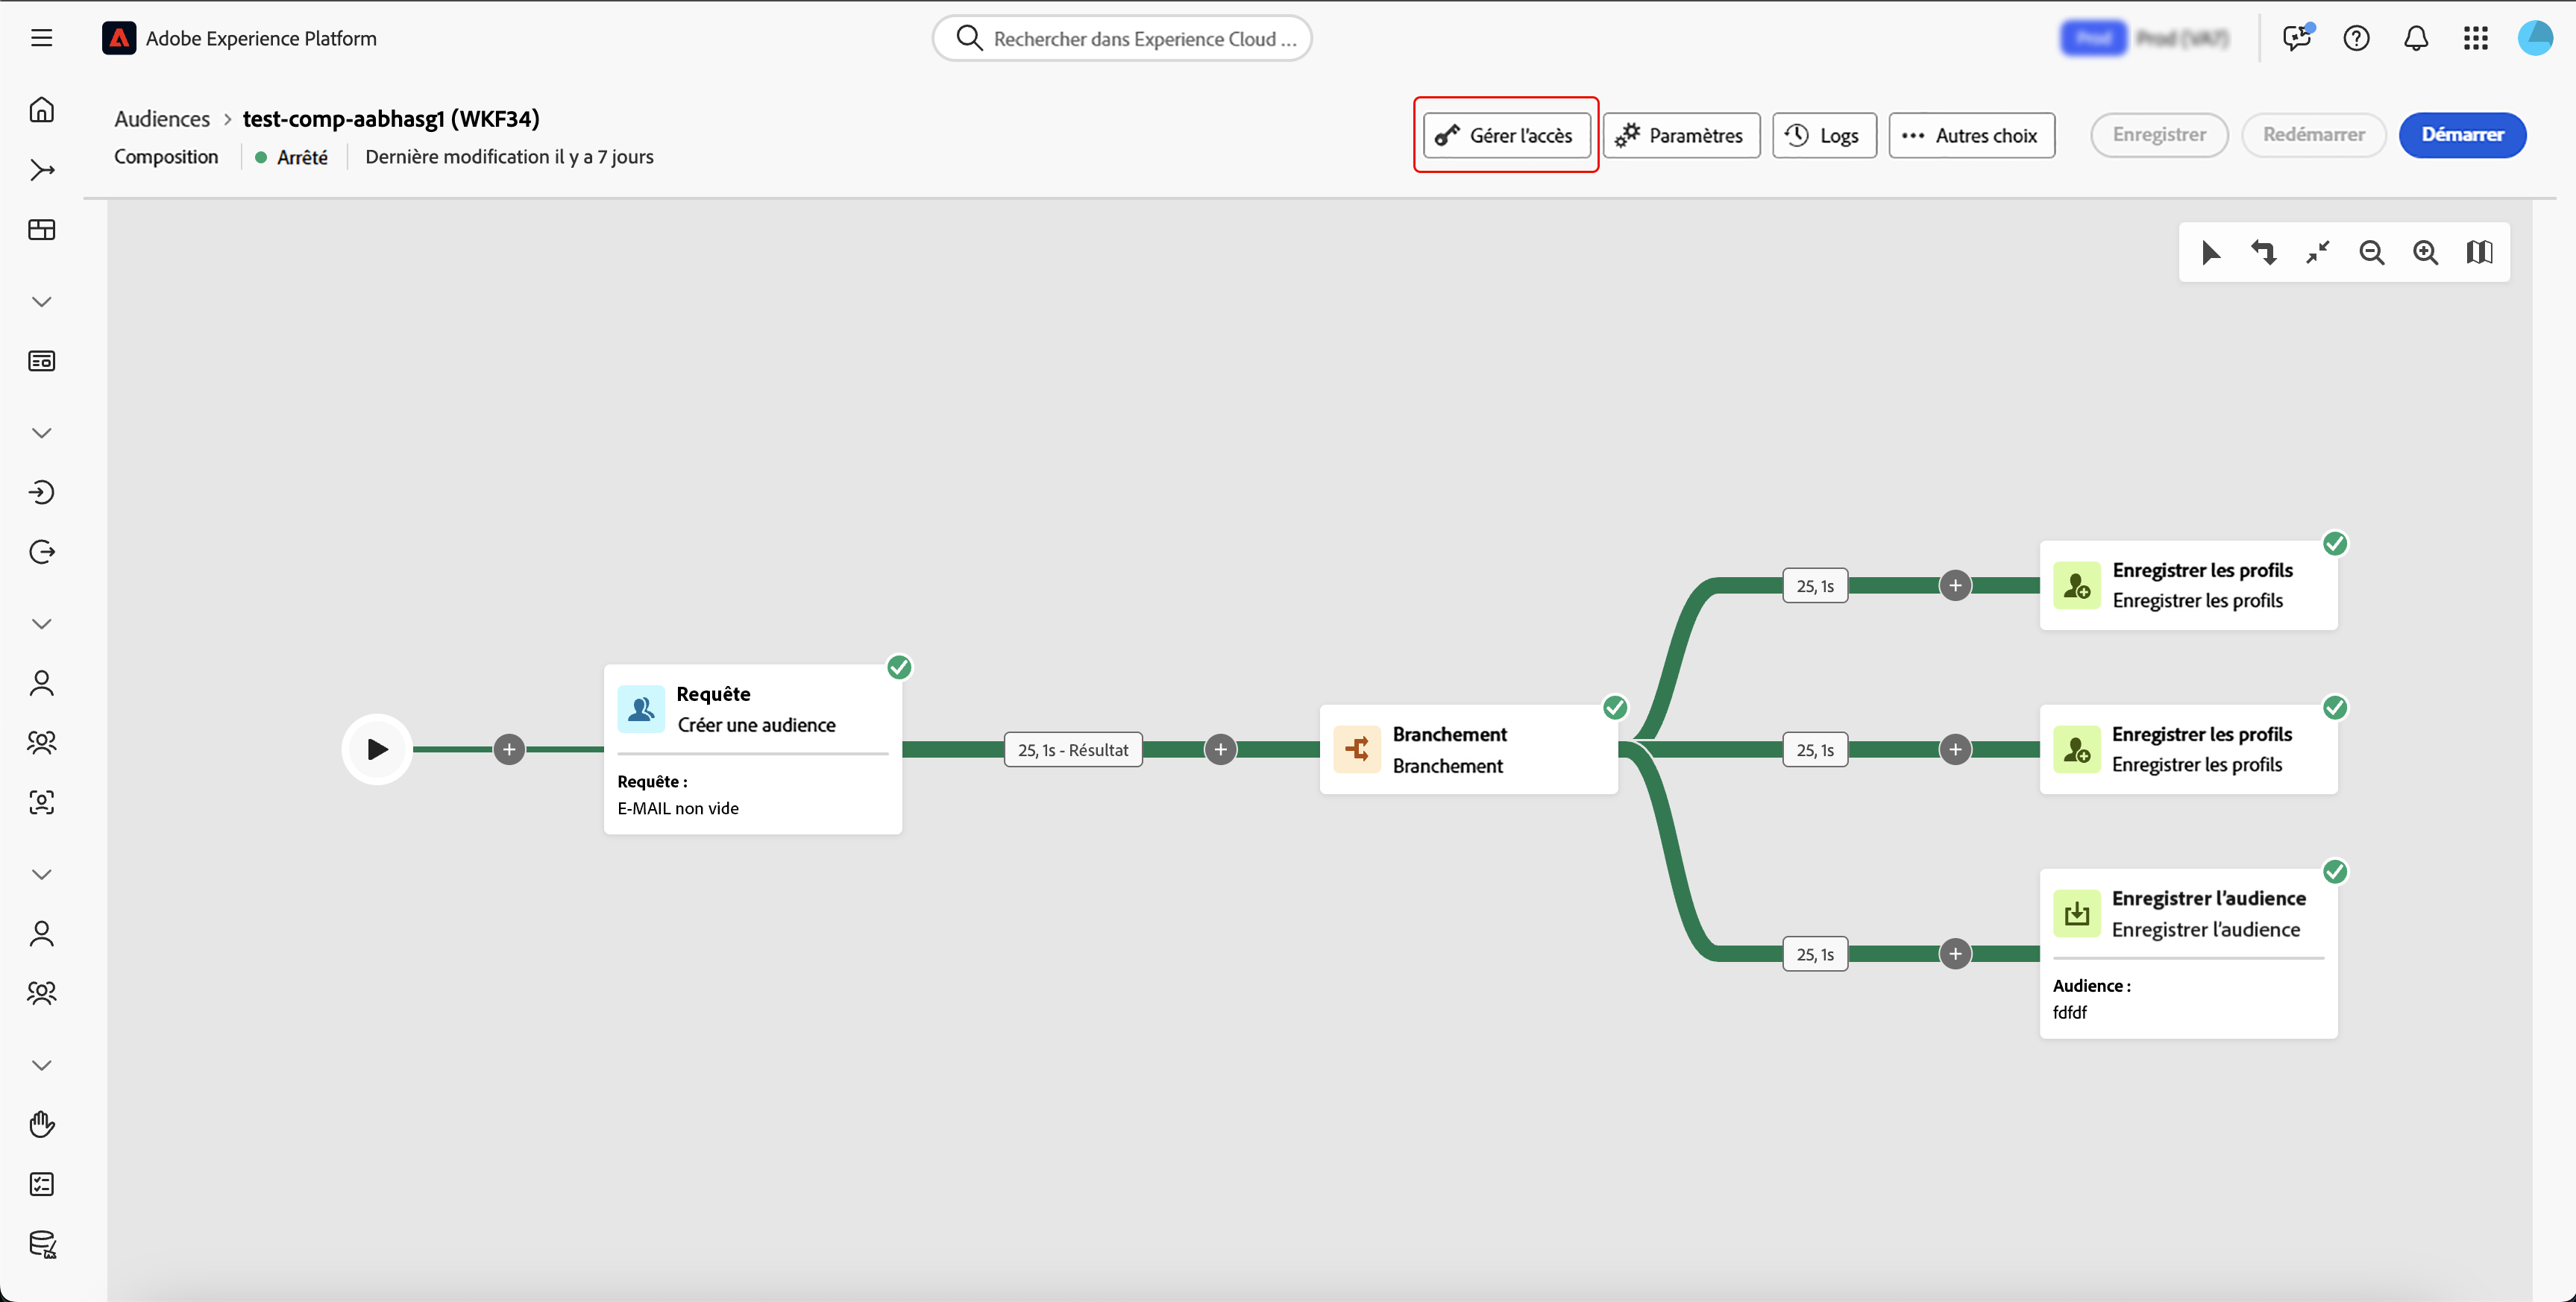 Adobe Experience Platform
Rechercher dans Experience Cloud ...
Prod
Prod (VA7)
Audiences > test-comp-aabhasg1 (WKF34)
Composition
Arrêté
Dernière modification il y a 7 jours
Gérer l'accès
Paramètres
Logs
Autres choix
Enregistrer
Redémarrer
Démarrer
Requête
Créer une audience
Requête :
E-MAIL non vide
25, 1s - Résultat
Branchement
Branchement
25, 1s
Enregistrer les profils
Enregistrer les profils
25, 1s
Enregistrer les profils
Enregistrer les profils
25, 1s
Enregistrer l'audience
Enregistrer l'audience
Audience :
fdfdf